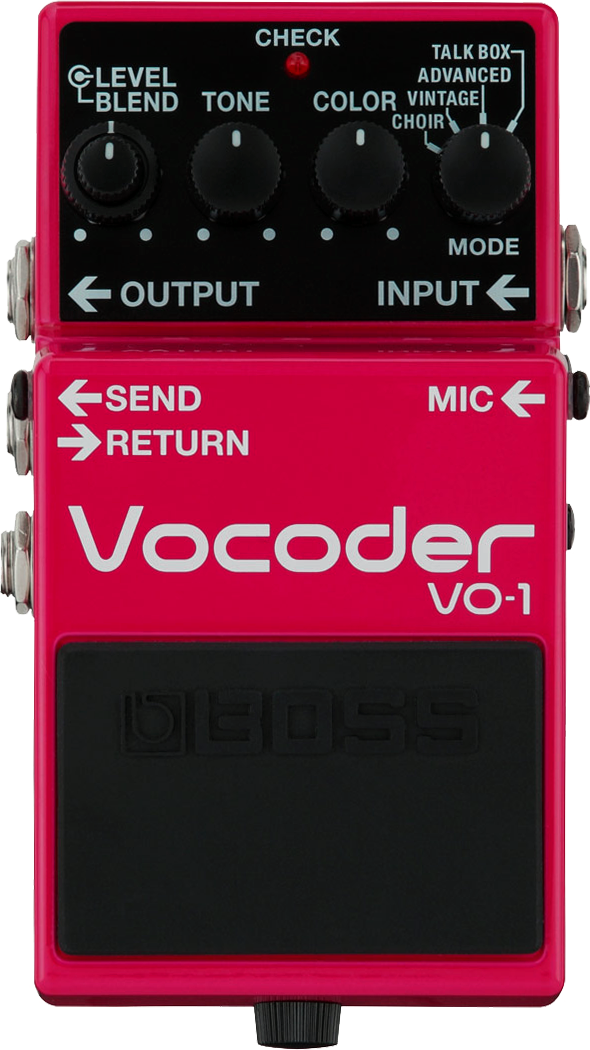 CHECK
LEVEL
BLEND
TONE
COLOR
TALK BOX
ADVANCED
VINTAGE
CHOIR
MODE
OUTPUT
INPUT
SEND
RETURN
MIC
Vocoder
VO-1
BOSS